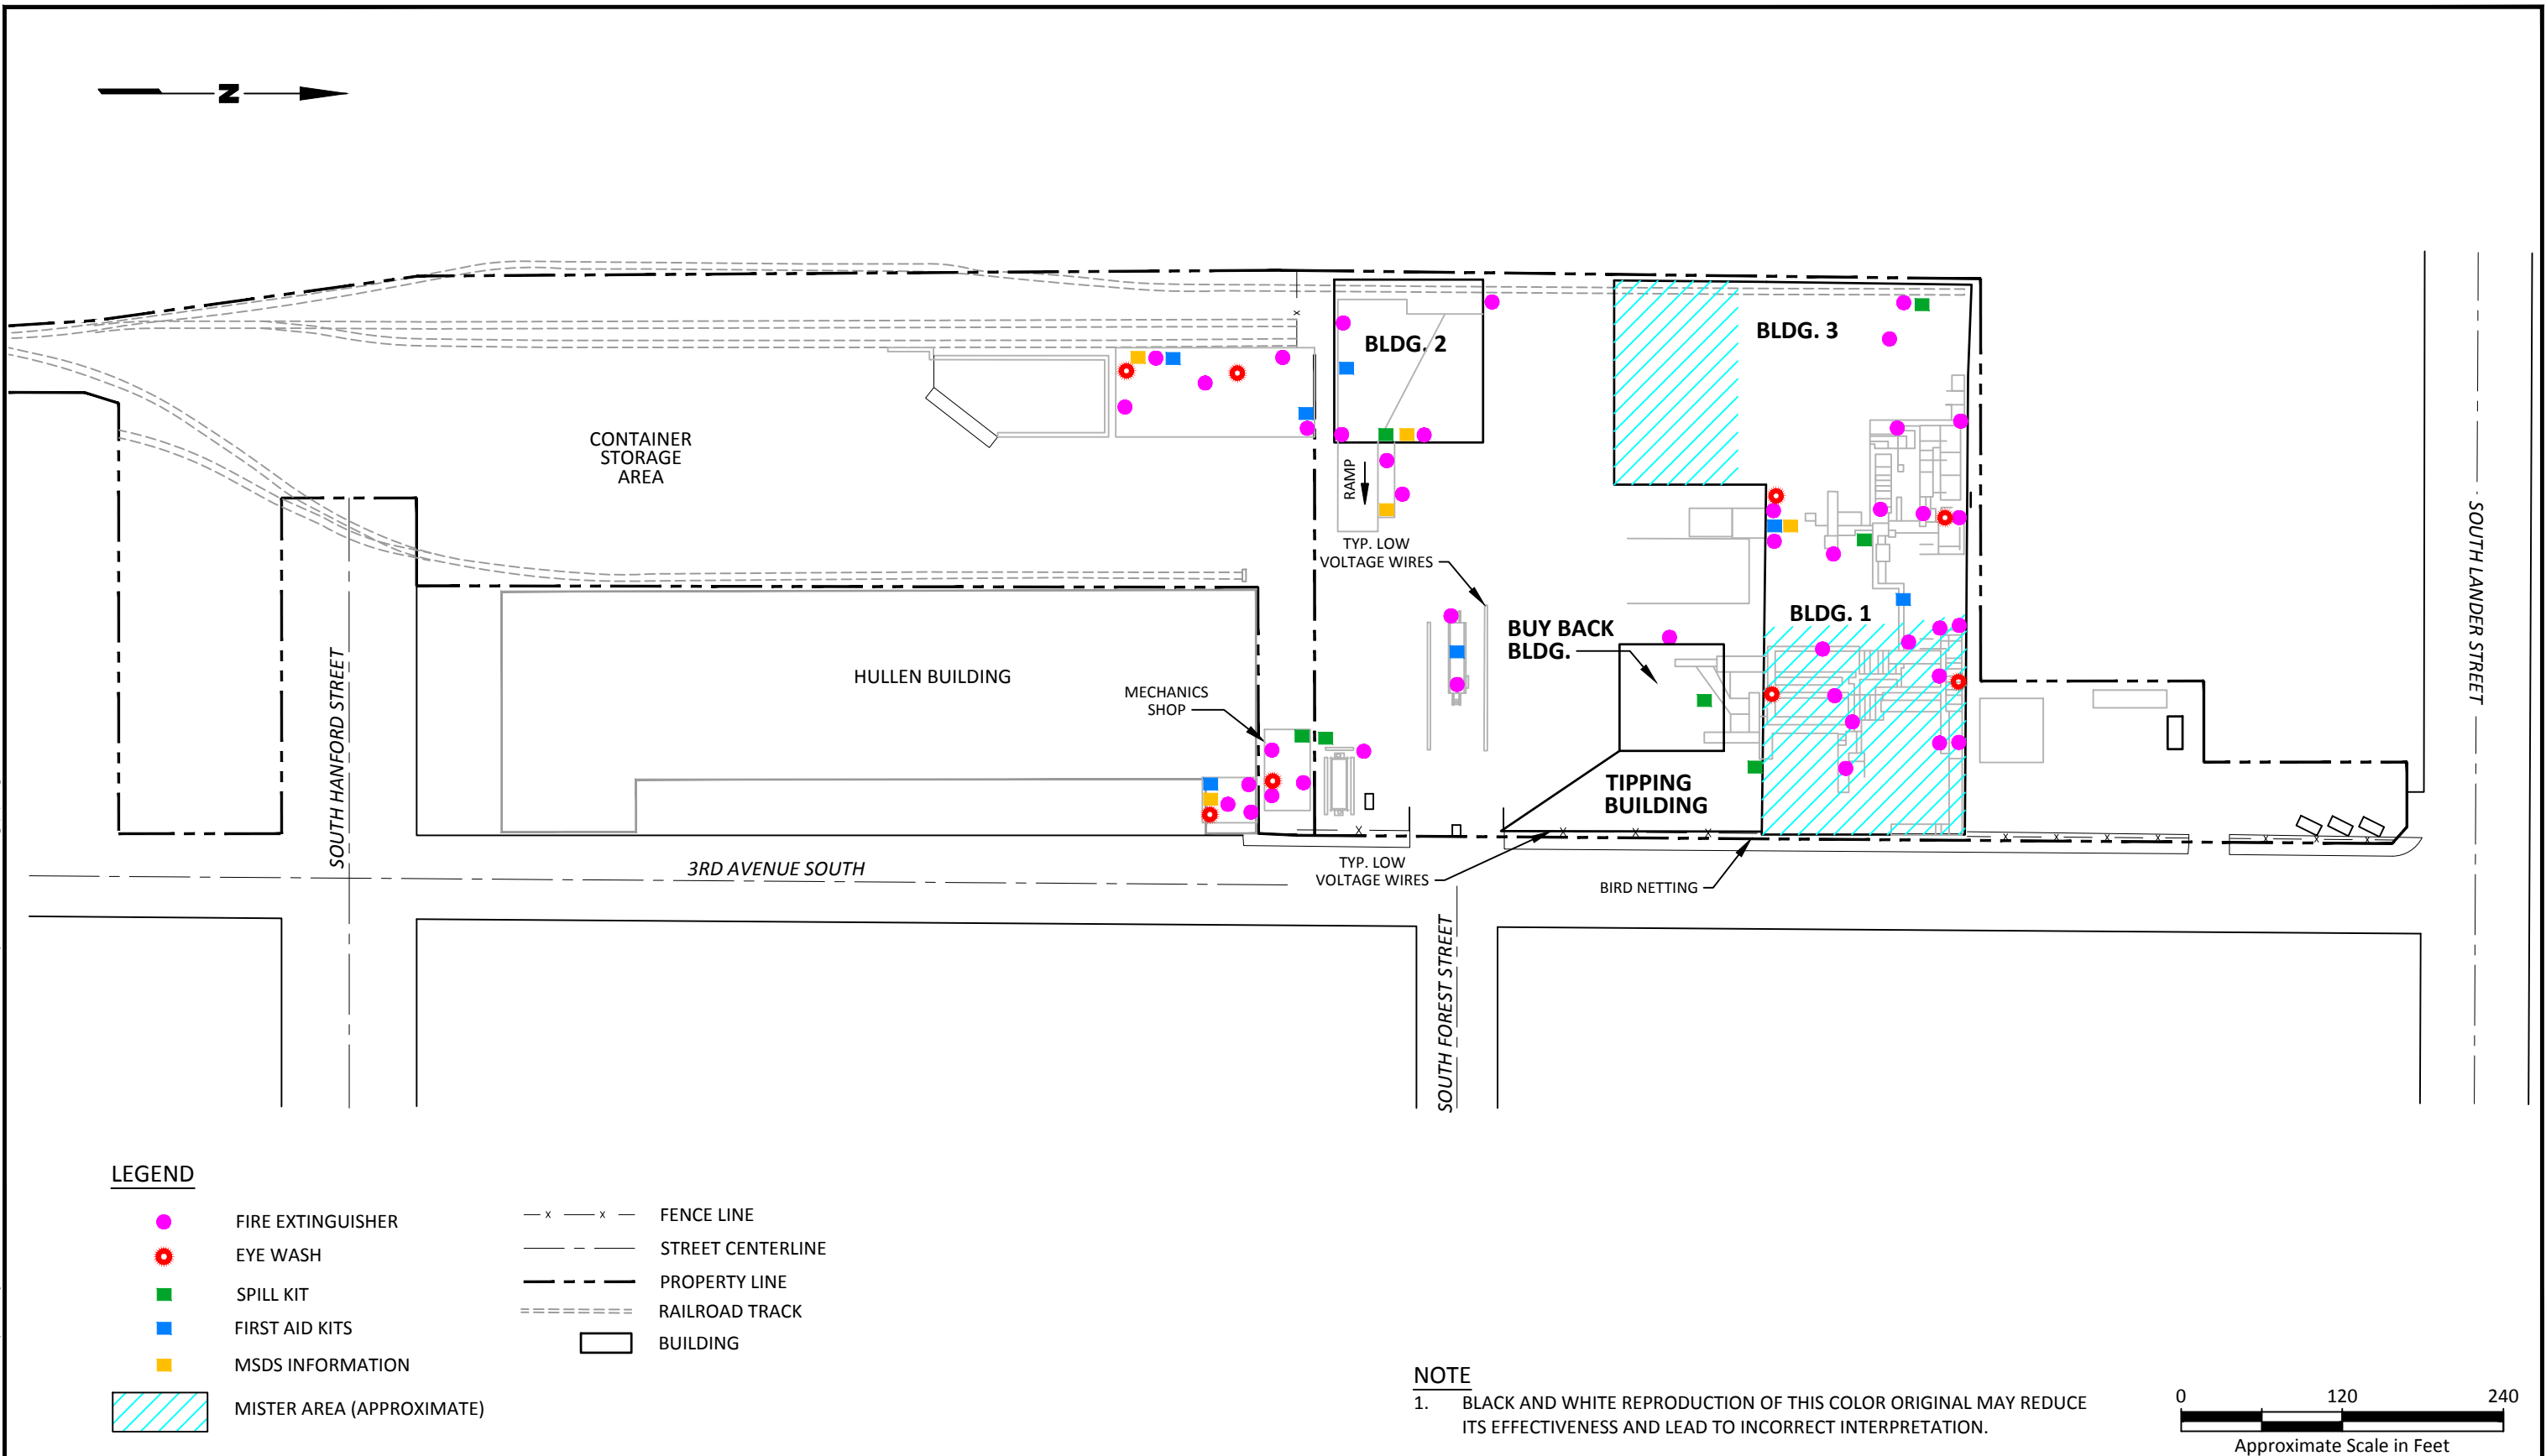 N
BLDG. 3
BLDG. 2
CONTAINER
STORAGE
AREA
RAMP
TYP. LOW
VOLTAGE WIRES
SOUTH LANDER STREET
BLDG. 1
BUY BACK
BLDG.
HULLEN BUILDING
MECHANICS
SHOP
SOUTH HANFORD STREET
TIPPING
BUILDING
3RD AVENUE SOUTH
TYP. LOW
VOLTAGE WIRES
BIRD NETTING
SOUTH FOREST STREET
LEGEND
FIRE EXTINGUISHER
EYE WASH
SPILL KIT
FIRST AID KITS
MSDS INFORMATION
MISTER AREA (APPROXIMATE)
x x FENCE LINE
STREET CENTERLINE
PROPERTY LINE
RAILROAD TRACK
BUILDING
NOTE
1. BLACK AND WHITE REPRODUCTION OF THIS COLOR ORIGINAL MAY REDUCE
ITS EFFECTIVENESS AND LEAD TO INCORRECT INTERPRETATION.
0 120 240
Approximate Scale in Feet